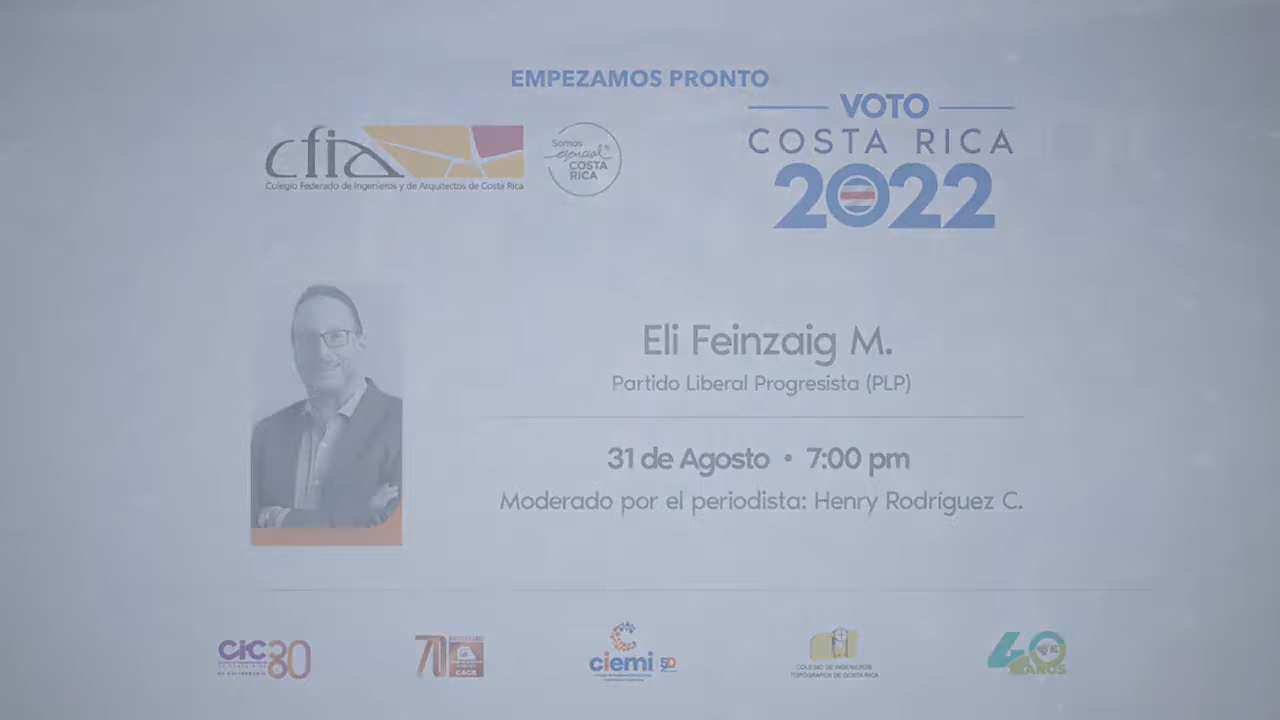 EMPEZAMOS PRONTO
VOTO
COSTA RICA
2022
cfia
Colegio Federado de Ingenieros y de Arquitectos de Costa Rica
Somos
esencial
COSTA
RICA
Eli Feinzaig M.
Partido Liberal Progresista (PLP)
31 de Agosto • 7:00 pm
Moderado por el periodista: Henry Rodríguez C.
CIC 80
70
CACR
ciemi 50
COLEGIO DE INGENIEROS
TOPÓGRAFOS DE COSTA RICA
40
AÑOS